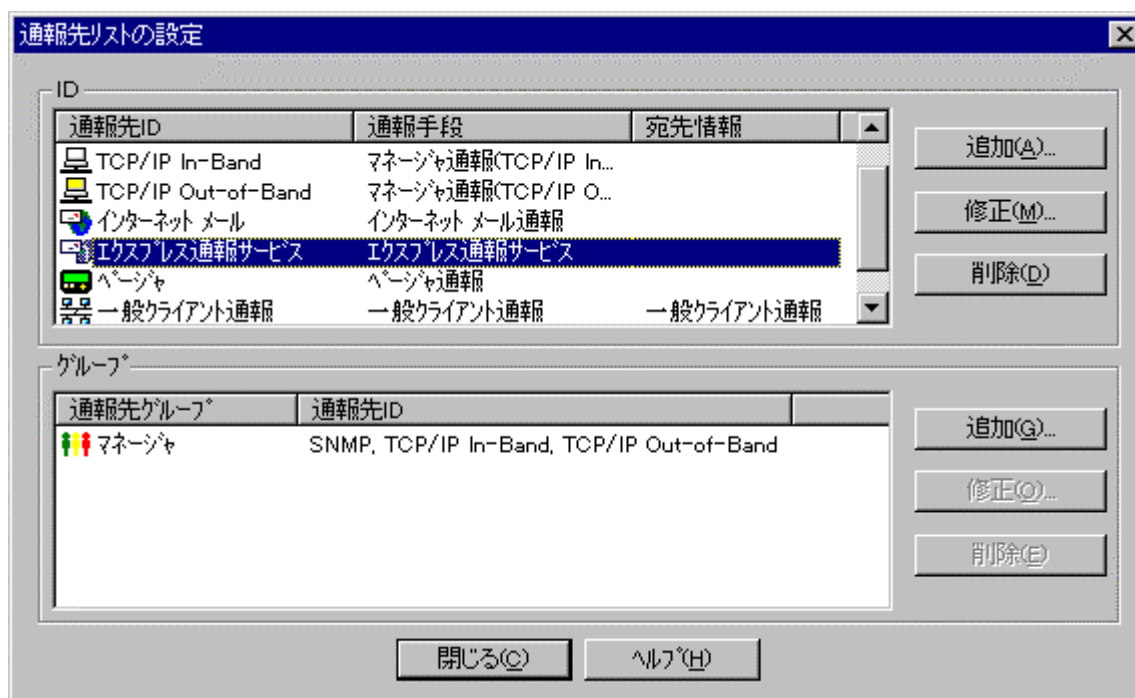 通報先リストの設定
ID
通報先ID 通報手段 宛先情報
TCP/IP In-Band マネージャ通報(TCP/IP In...
TCP/IP Out-of-Band マネージャ通報(TCP/IP O...
インターネット メール インターネット メール通報
エクスプレス通報サービス エクスプレス通報サービス
ページャ ページャ通報
一般クライアント通報 一般クライアント通報 一般クライアント通報
追加(A)...
修正(M)...
削除(D)
グループ
通報先グループ 通報先ID
マネージャ SNMP, TCP/IP In-Band, TCP/IP Out-of-Band
追加(G)...
修正(O)...
削除(E)
閉じる(C) ヘルプ(H)